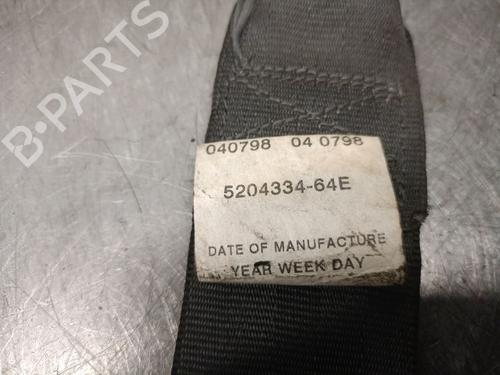 B-PARTS
040798 04 0798
5204334-64E
DATE OF MANUFACTURE
YEAR WEEK DAY